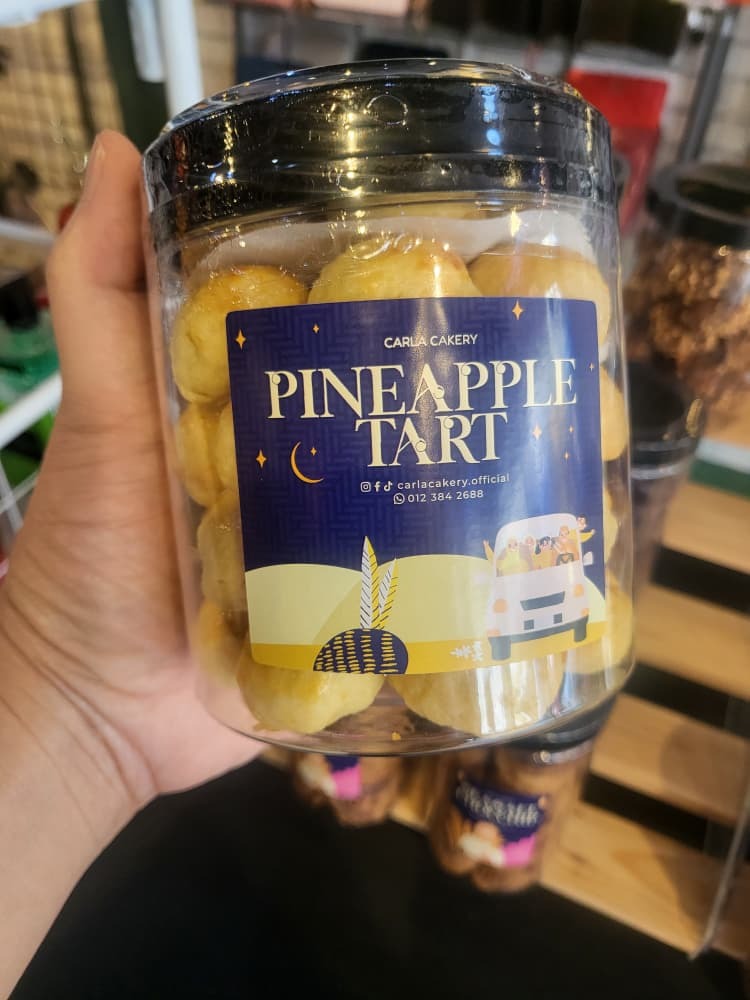 CARLA CAKERY
PINEAPPLE
TART
carlacakery.official
012 384 2688